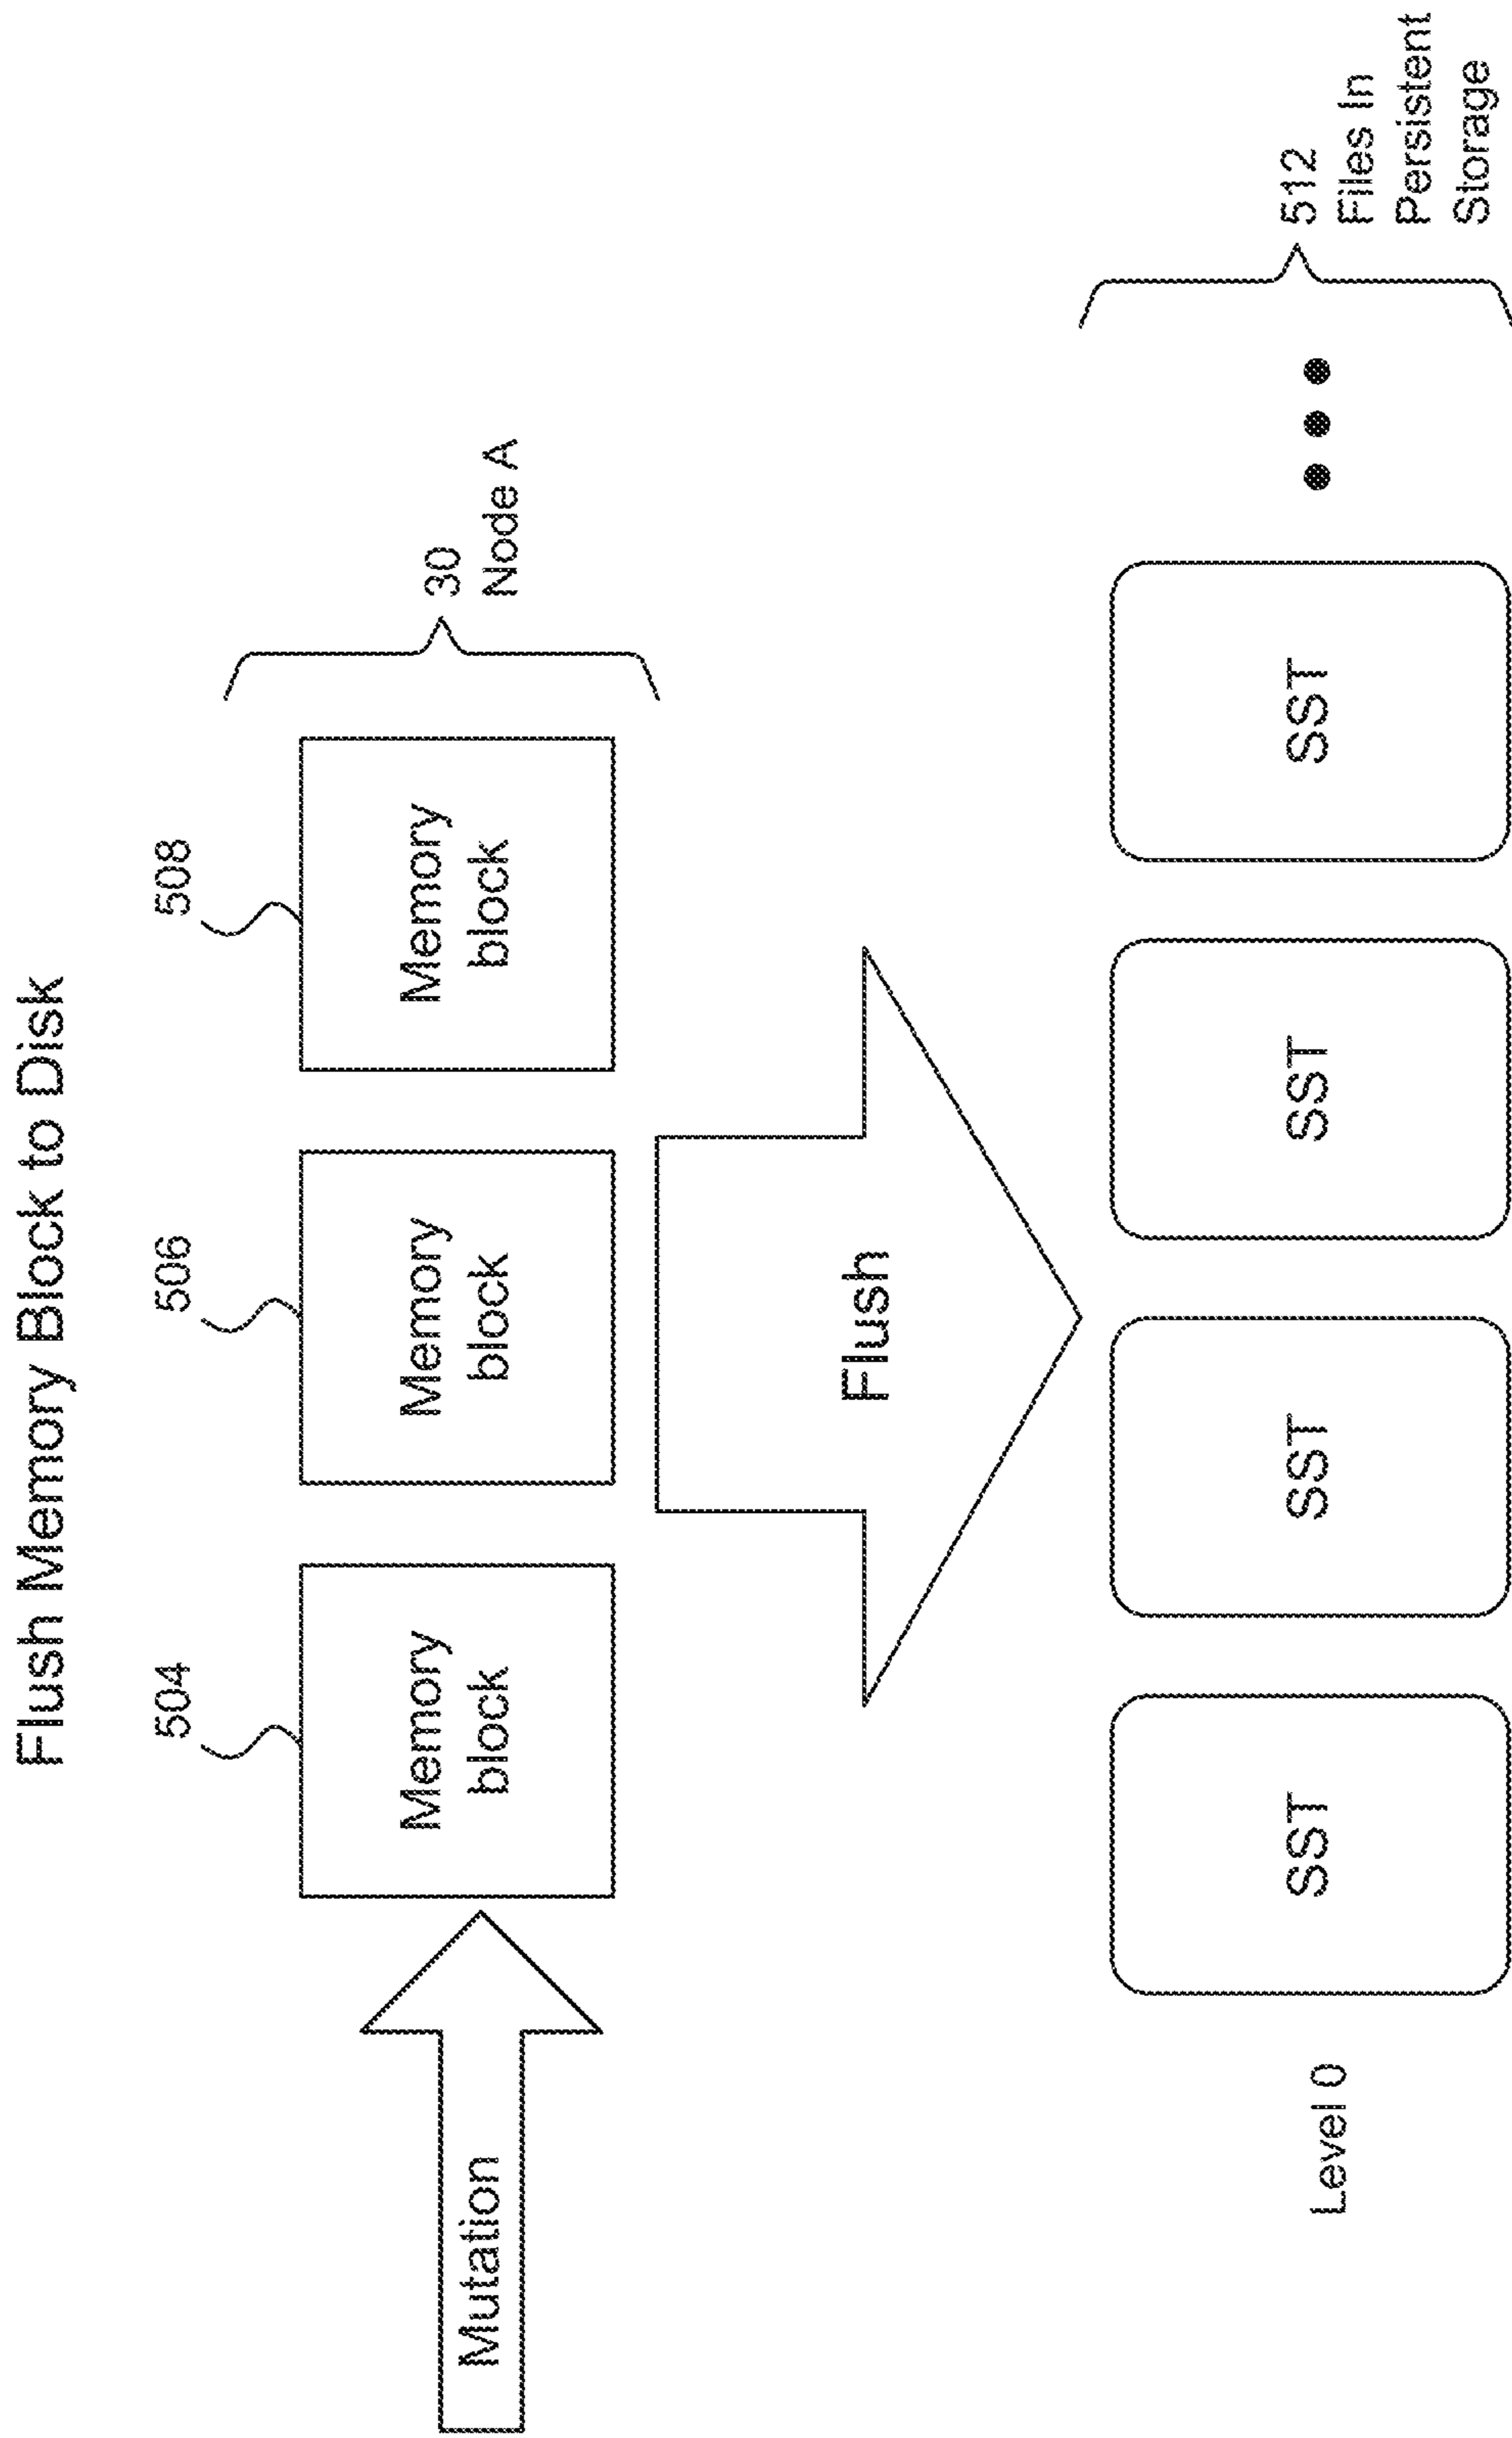 Flush Memory Block to Disk
504
506
508
Mutation
Memory
block
Memory
block
Memory
block
30
Node A
Flush
Level 0
SST
SST
SST
SST
512
Files In
Persistent
Storage